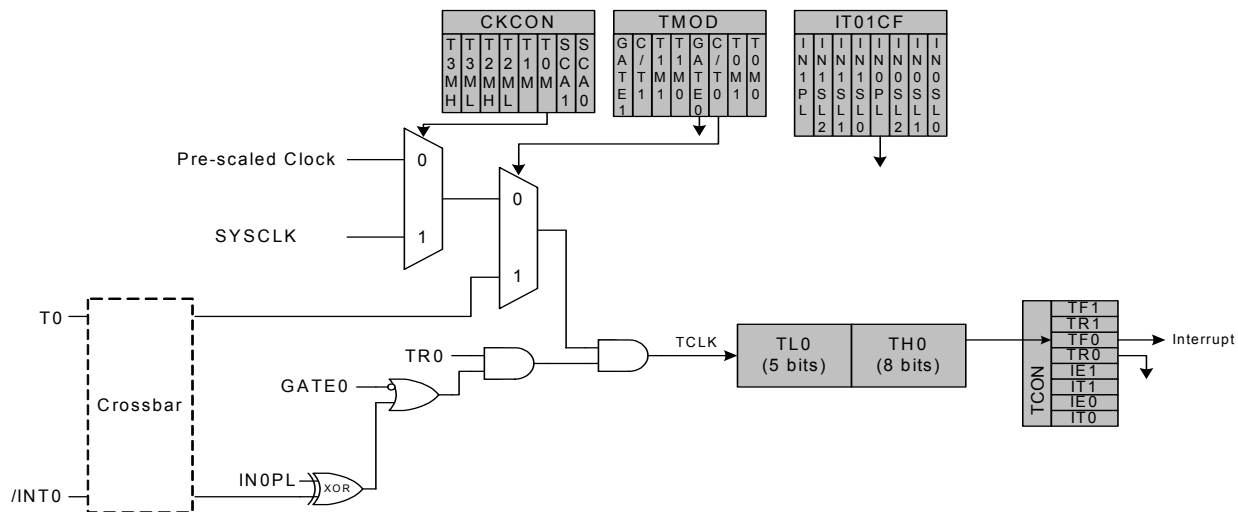 CKCON
T3MH
T3ML
T2MH
T2ML
T1M
T0M
SCA1
SCA0
TMOD
GATE1
C/T1
T1M1
T1M0
GATE0
C/T0
T0M1
T0M0
IT01CF
IN1PL
IN1SL2
IN1SL1
IN1SL0
IN0PL
IN0SL2
IN0SL1
IN0SL0
Pre-scaled Clock
0
SYSCLK
1
0
1
T0
Crossbar
/INT0
TR0
GATE0
IN0PL
XOR
TCLK
TL0
(5 bits)
TH0
(8 bits)
TCON
TF1
TR1
TF0
TR0
IE1
IT1
IE0
IT0
Interrupt